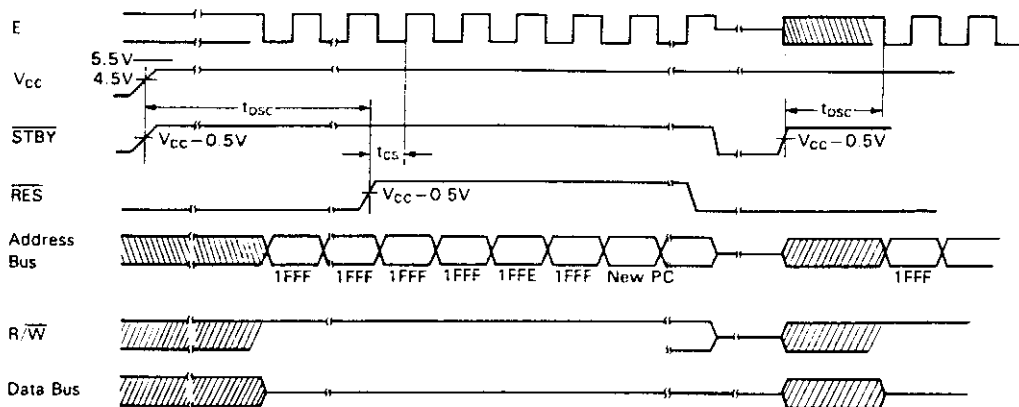 E
5.5V
VCC
4.5V
tOSC
tOSC
STBY
VCC−0.5V
VCC−0.5V
tCS
RES
VCC−0 5V
Address
Bus
1FFF 1FFF 1FFF 1FFF 1FFE 1FFF New PC 1FFF
R/W
Data Bus